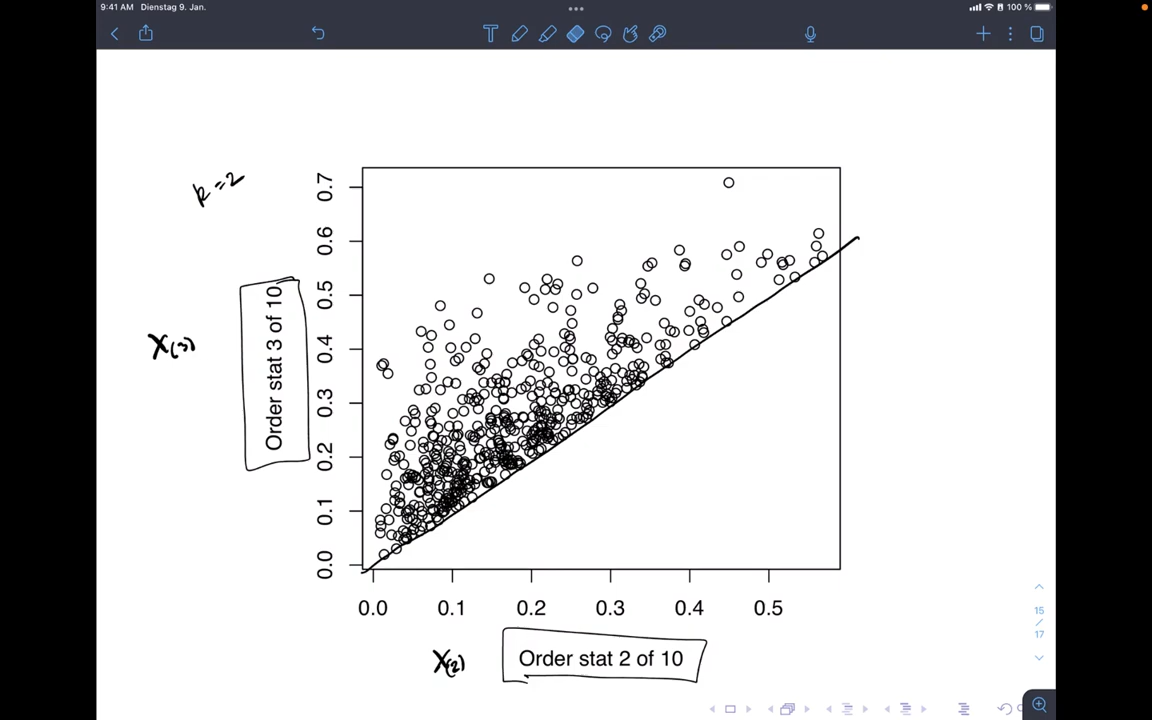 9:41 AM Dienstag 9. Jan.
100 %
k=2
0.7
0.6
0.5
0.4
0.3
0.2
0.1
0.0
X(3)
Order stat 3 of 10
0.0 0.1 0.2 0.3 0.4 0.5
X(2)
Order stat 2 of 10
15
/
17